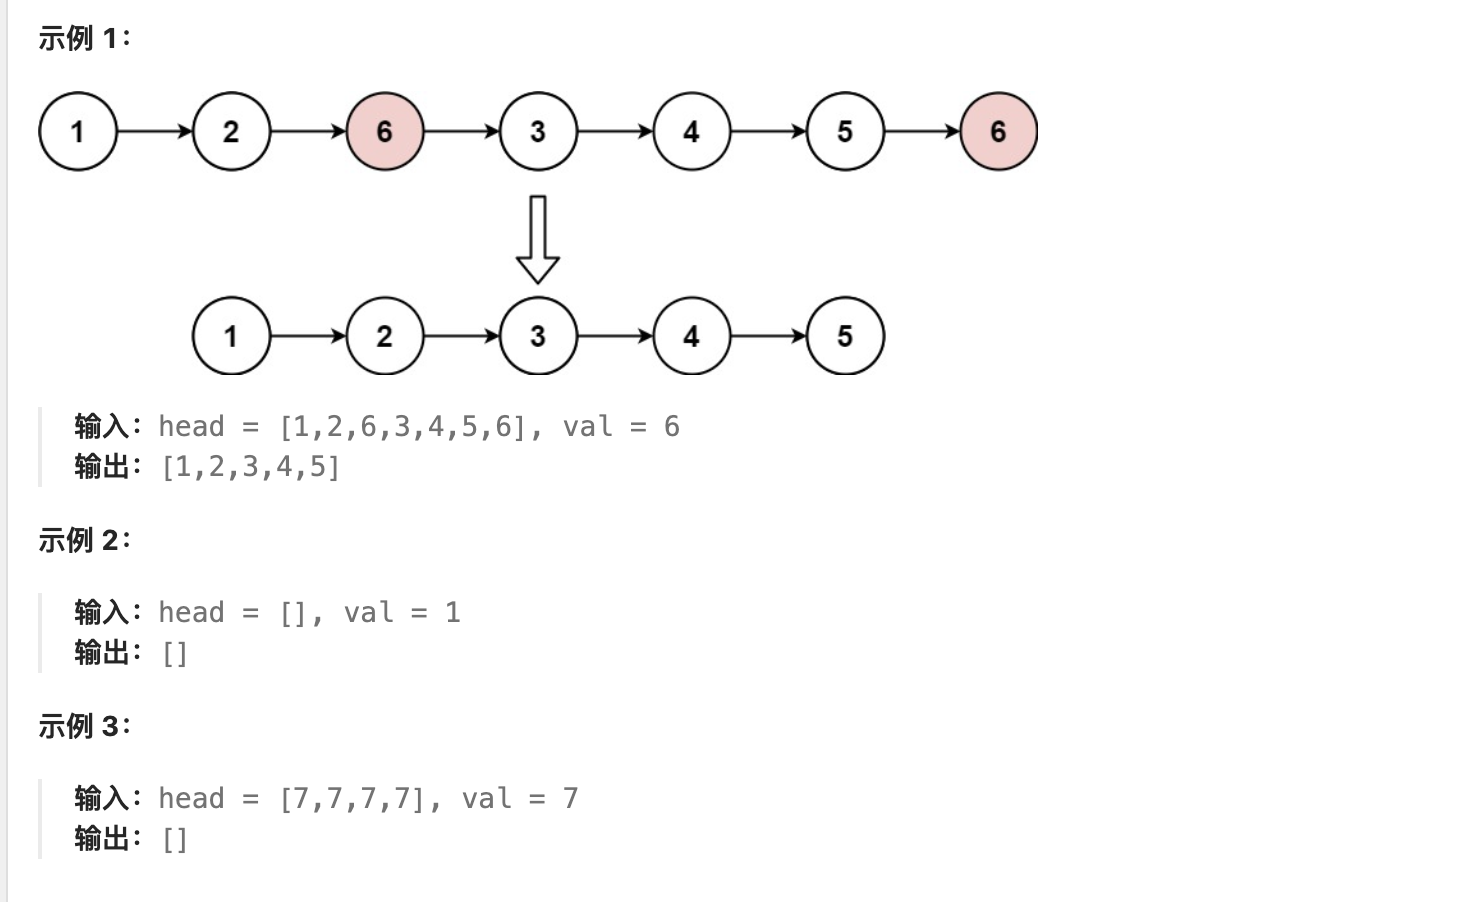 示例 1：
1 2 6 3 4 5 6
1 2 3 4 5
输入：head = [1,2,6,3,4,5,6], val = 6
输出：[1,2,3,4,5]
示例 2：
输入：head = [], val = 1
输出：[]
示例 3：
输入：head = [7,7,7,7], val = 7
输出：[]